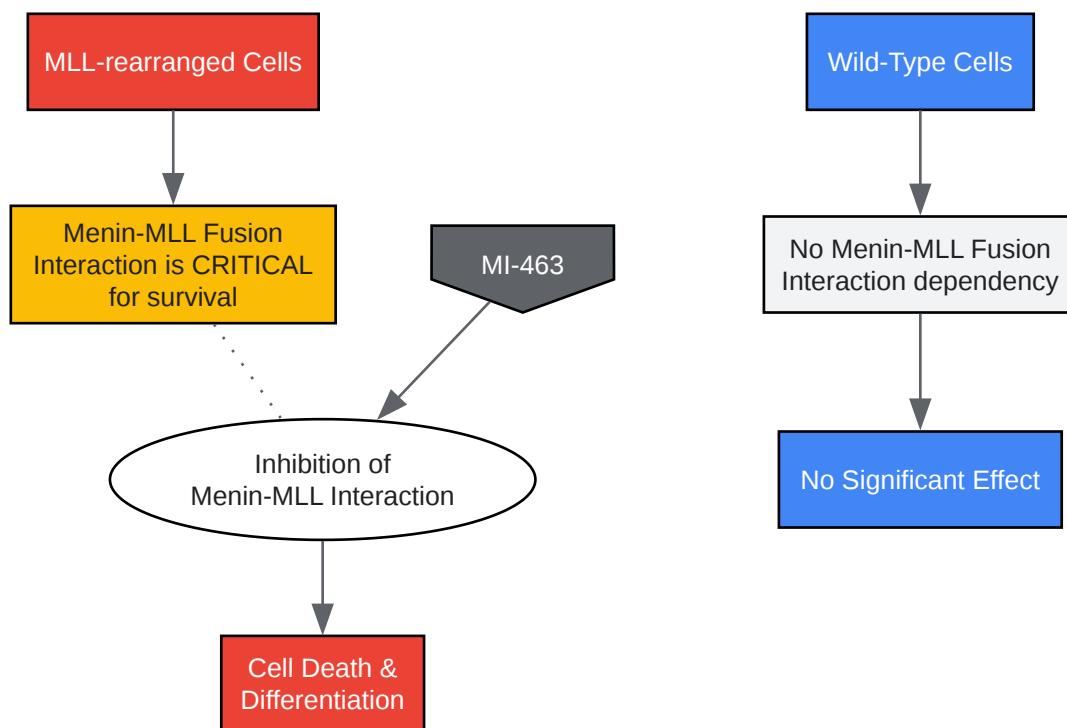 MLL-rearranged Cells
Wild-Type Cells
Menin-MLL Fusion
Interaction is CRITICAL
for survival
MI-463
No Menin-MLL Fusion
Interaction dependency
Inhibition of
Menin-MLL Interaction
No Significant Effect
Cell Death &
Differentiation